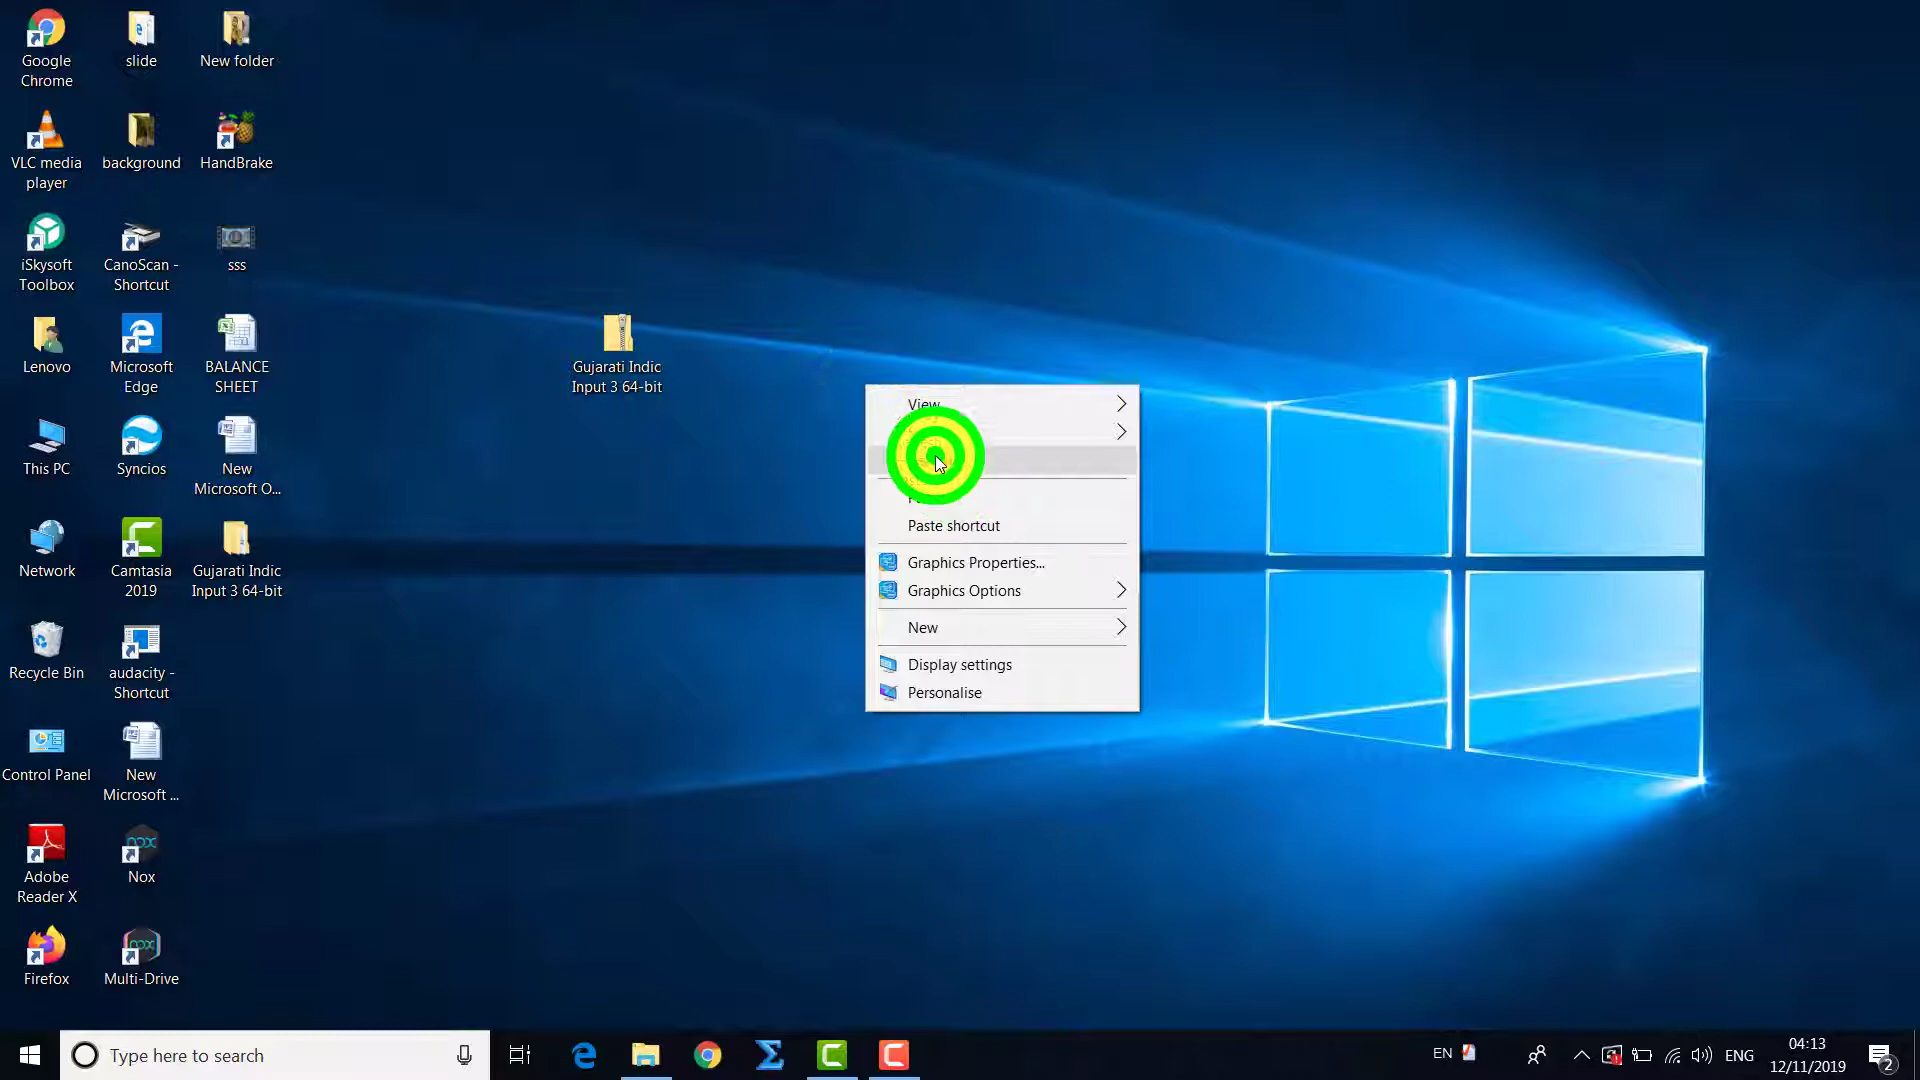 Google
Chrome
slide
New folder
VLC media
player
background
HandBrake
iSkysoft
Toolbox
CanoScan -
Shortcut
sss
Lenovo
Microsoft
Edge
BALANCE
SHEET
Gujarati Indic
Input 3 64-bit
This PC
Syncios
New
Microsoft O...
Network
Camtasia
2019
Gujarati Indic
Input 3 64-bit
Recycle Bin
audacity -
Shortcut
Control Panel
New
Microsoft ...
Adobe
Reader X
nox
Nox
Firefox
nox
Multi-Drive
View
Paste shortcut
Graphics Properties...
Graphics Options
New
Display settings
Personalise
Type here to search
EN
ENG
04:13
12/11/2019
2